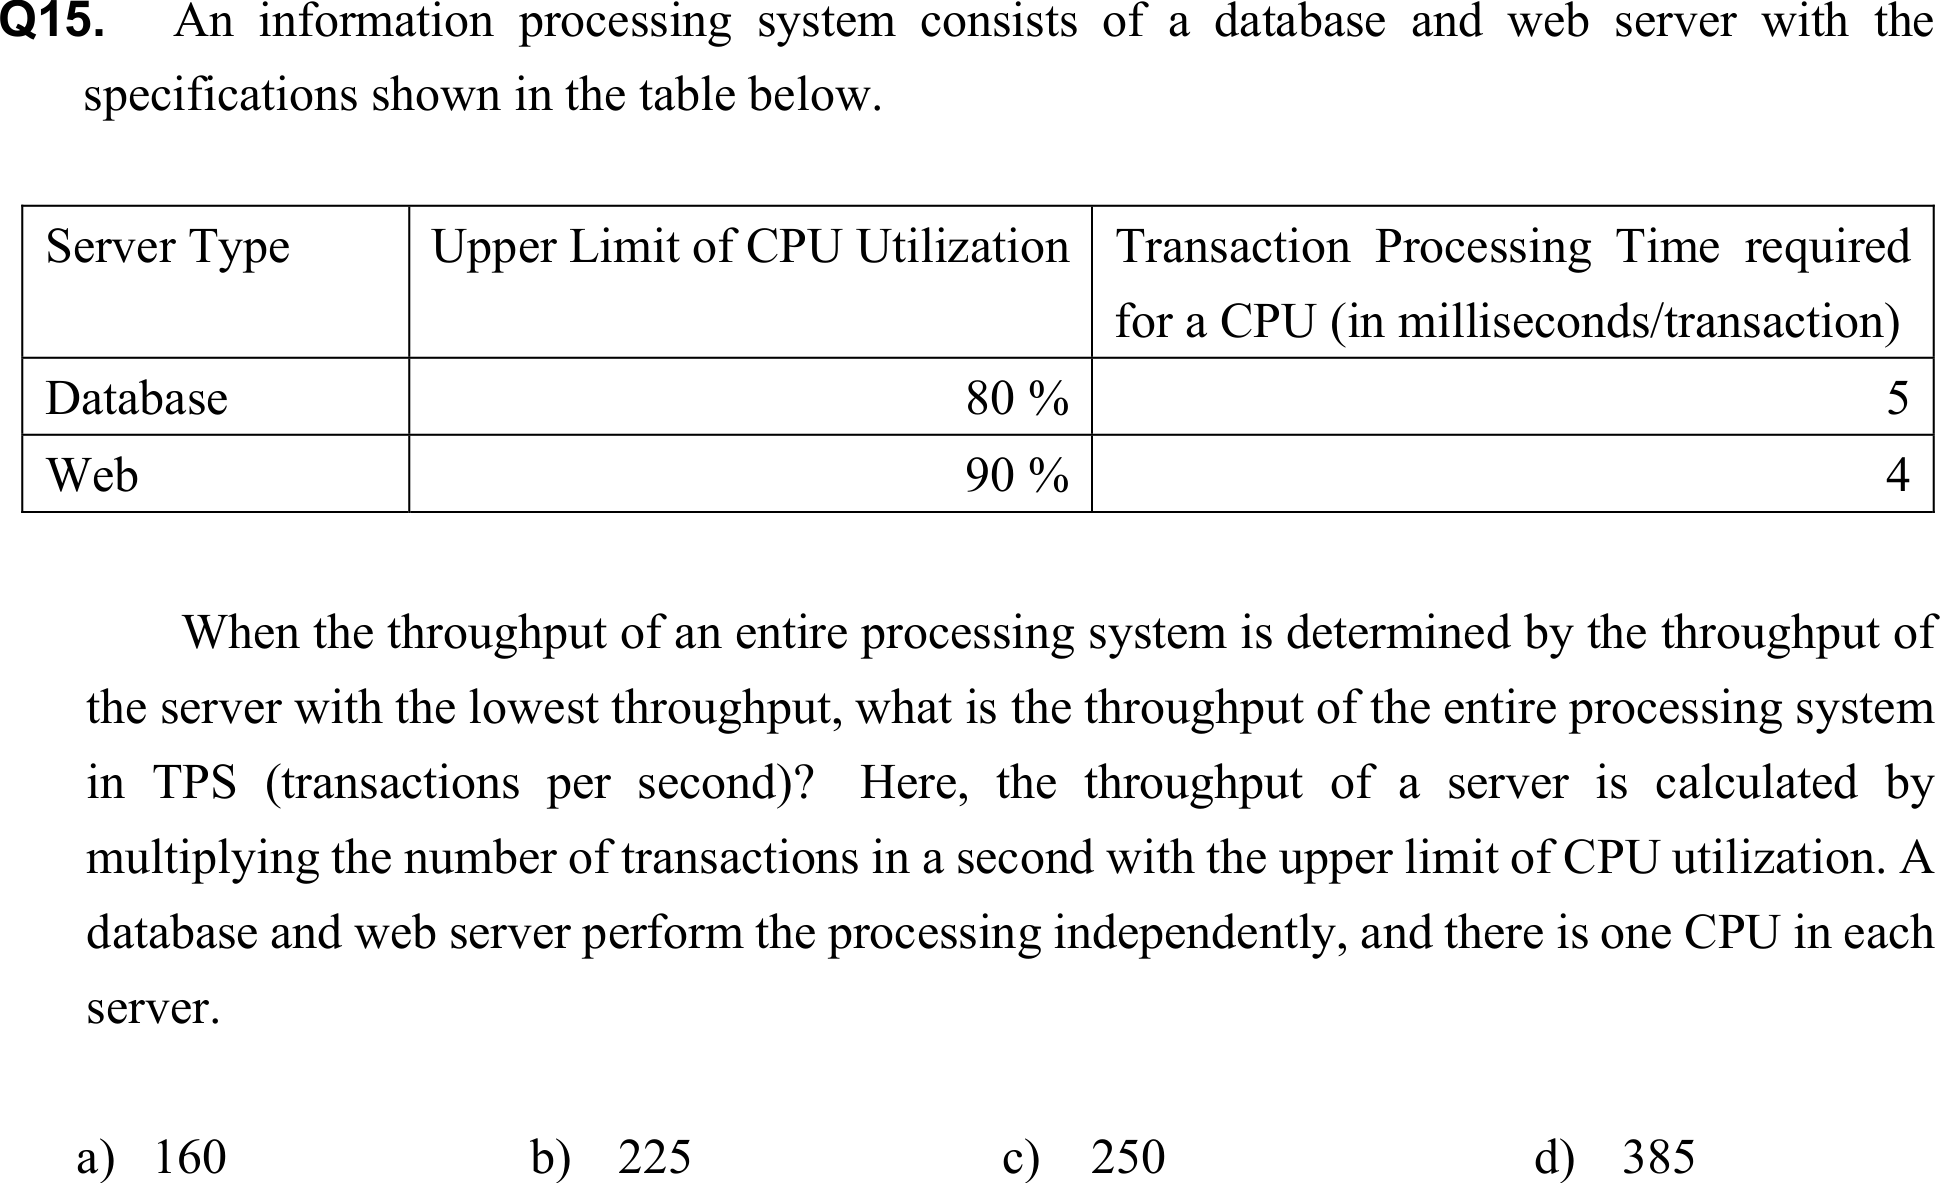 Q15. An information processing system consists of a database and web server with the
specifications shown in the table below.
Server Type Upper Limit of CPU Utilization Transaction Processing Time required
for a CPU (in milliseconds/transaction)
Database 80 % 5
Web 90 % 4
When the throughput of an entire processing system is determined by the throughput of
the server with the lowest throughput, what is the throughput of the entire processing system
in TPS (transactions per second)? Here, the throughput of a server is calculated by
multiplying the number of transactions in a second with the upper limit of CPU utilization. A
database and web server perform the processing independently, and there is one CPU in each
server.
a) 160 b) 225 c) 250 d) 385